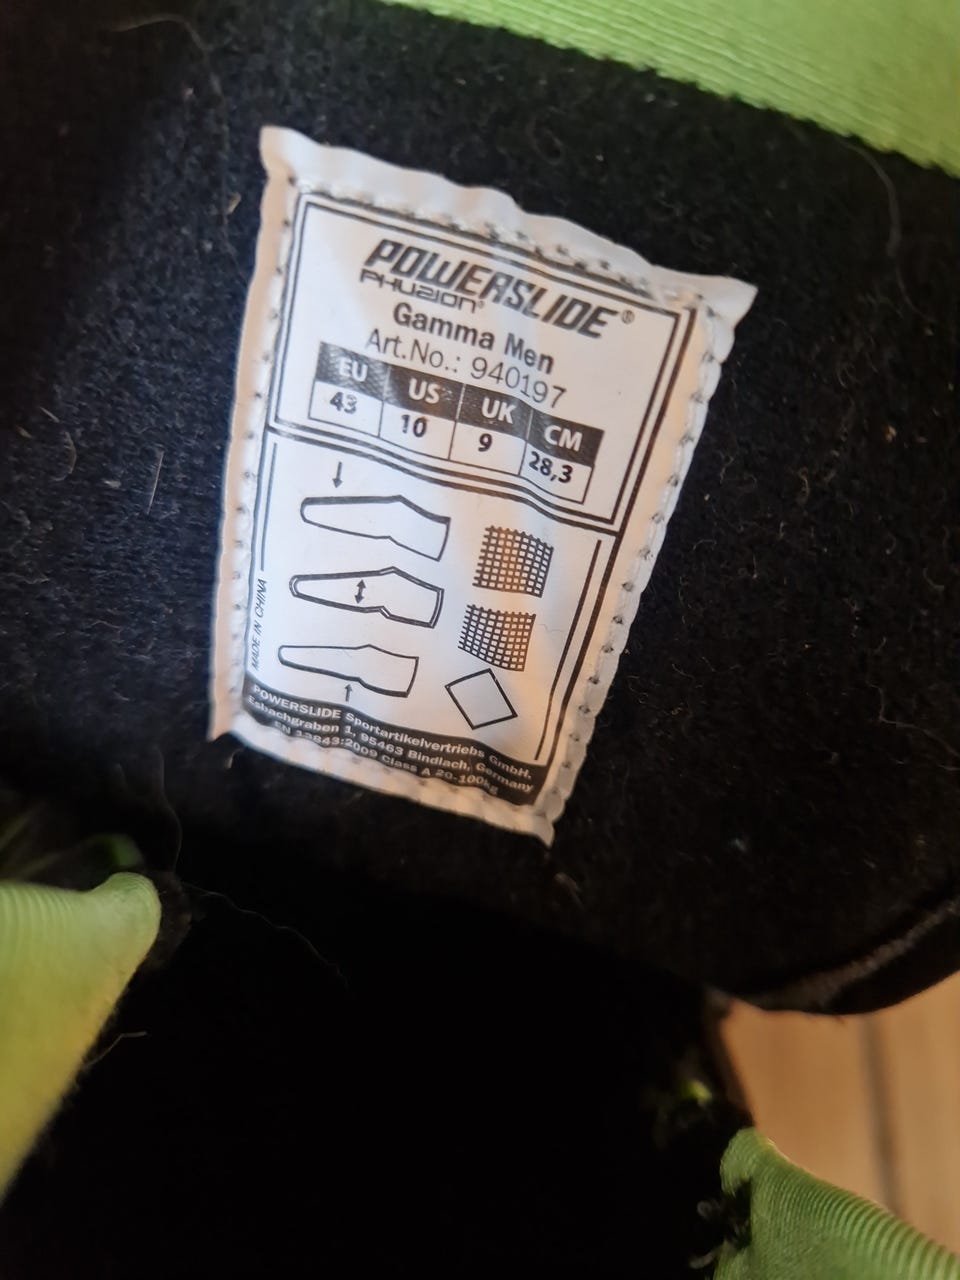 POWERSLIDE®
PHUZION®
Gamma Men
Art.No.: 940197
EU US UK CM
43 10 9 28,3
MADE IN CHINA
POWERSLIDE Sportartikelvertriebs GmbH.
Esbachgraben 1, 95463 Bindlach, Germany
EN 13843:2009 Class A 20-100kg